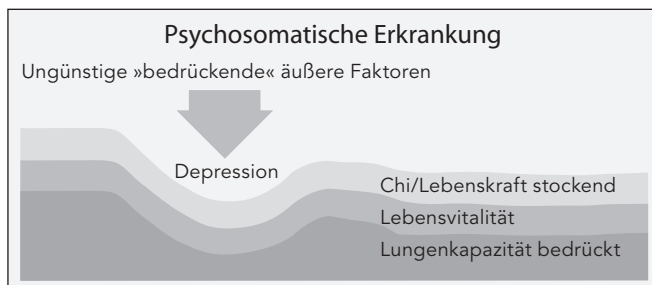 Psychosomatische Erkrankung
Ungünstige »bedrückende« äußere Faktoren
Depression
Chi/Lebenskraft stockend
Lebensvitalität
Lungenkapazität bedrückt